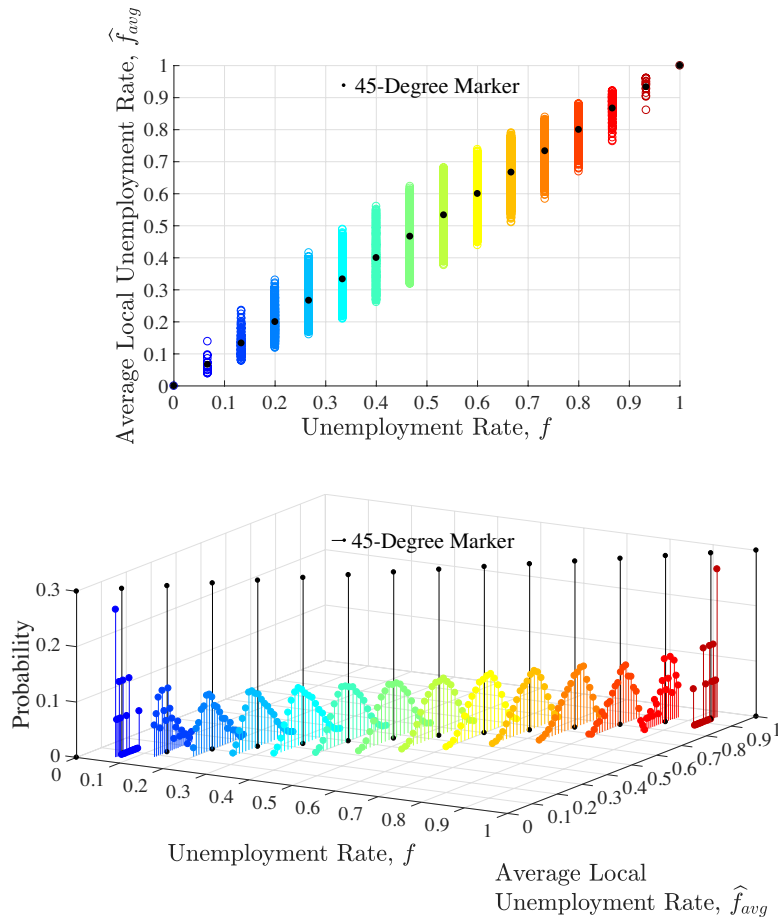 Average Local Unemployment Rate, f̂_avg
1
0.9
0.8
0.7
0.6
0.5
0.4
0.3
0.2
0.1
0
45-Degree Marker
0 0.1 0.2 0.3 0.4 0.5 0.6 0.7 0.8 0.9 1
Unemployment Rate, f
45-Degree Marker
Probability
0.3
0.2
0.1
0
0 0.1 0.2 0.3 0.4 0.5 0.6 0.7 0.8 0.9 1
0 0.1 0.2 0.3 0.4 0.5 0.6 0.7 0.8 0.9 1
Unemployment Rate, f
Average Local
Unemployment Rate, f̂_avg